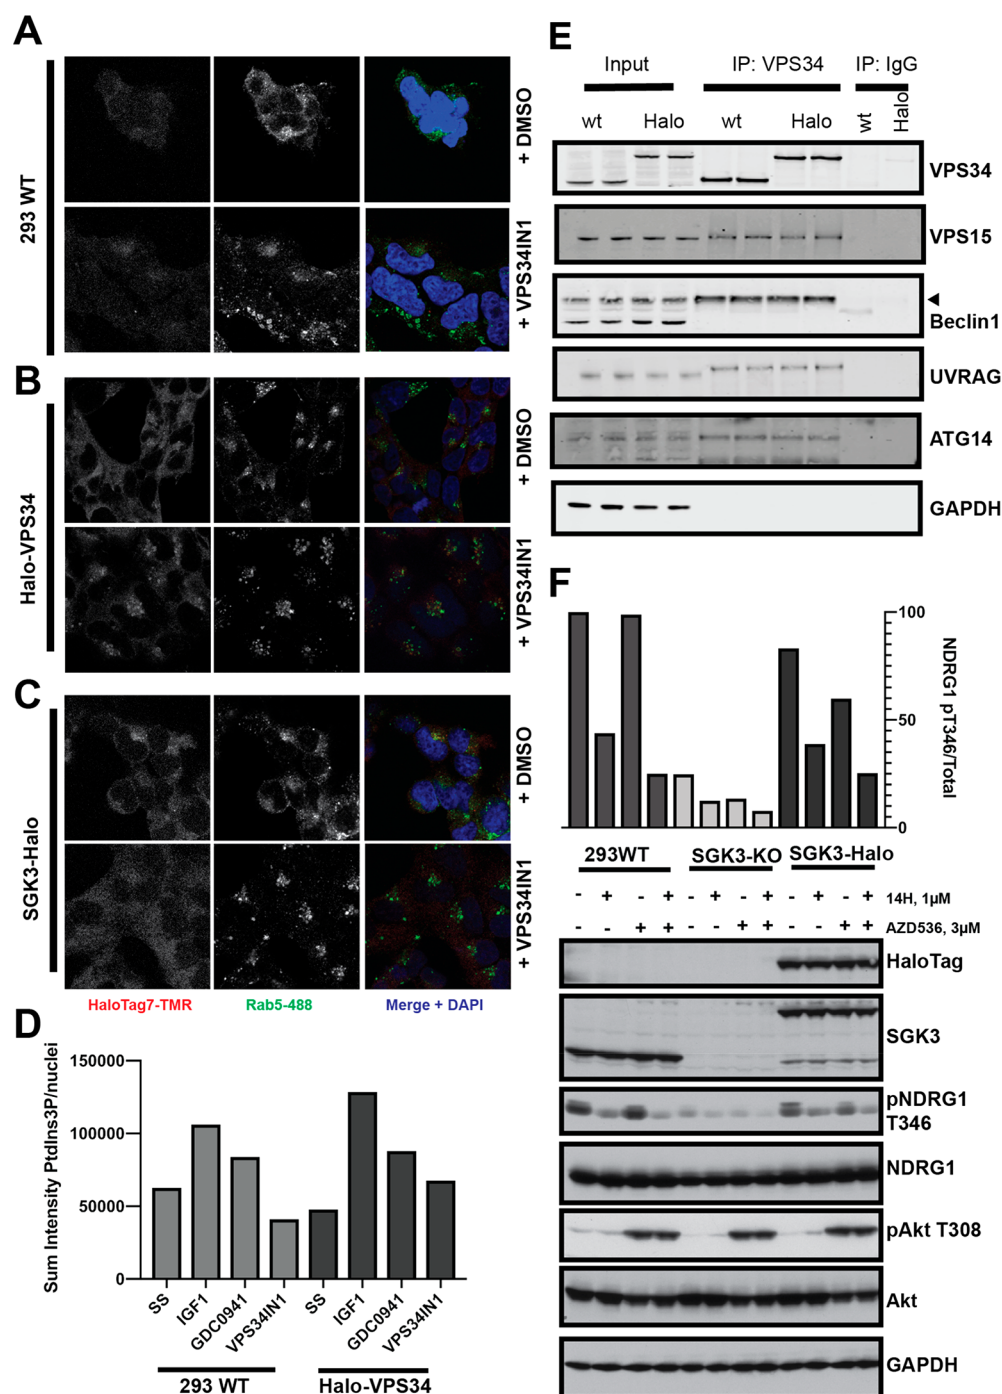 A
293 WT
+ DMSO
+ VPS34IN1
B
Halo-VPS34
+ DMSO
+ VPS34IN1
C
SGK3-Halo
+ DMSO
+ VPS34IN1
HaloTag7-TMR Rab5-488 Merge + DAPI
D
Sum Intensity PtdIns3P/nuclei
150000
100000
50000
0
SS IGF1 GDC0941 VPS34IN1 SS IGF1 GDC0941 VPS34IN1
293 WT Halo-VPS34
E
Input IP: VPS34 IP: IgG
wt Halo wt Halo wt Halo
VPS34
VPS15
Beclin1
UVRAG
ATG14
GAPDH
F
100
50
0
NDRG1 pT346/Total
293WT SGK3-KO SGK3-Halo
- + - + - + - + - + - + 14H, 1µM
- - + + - - + + - - + + AZD536, 3µM
HaloTag
SGK3
pNDRG1
T346
NDRG1
pAkt T308
Akt
GAPDH